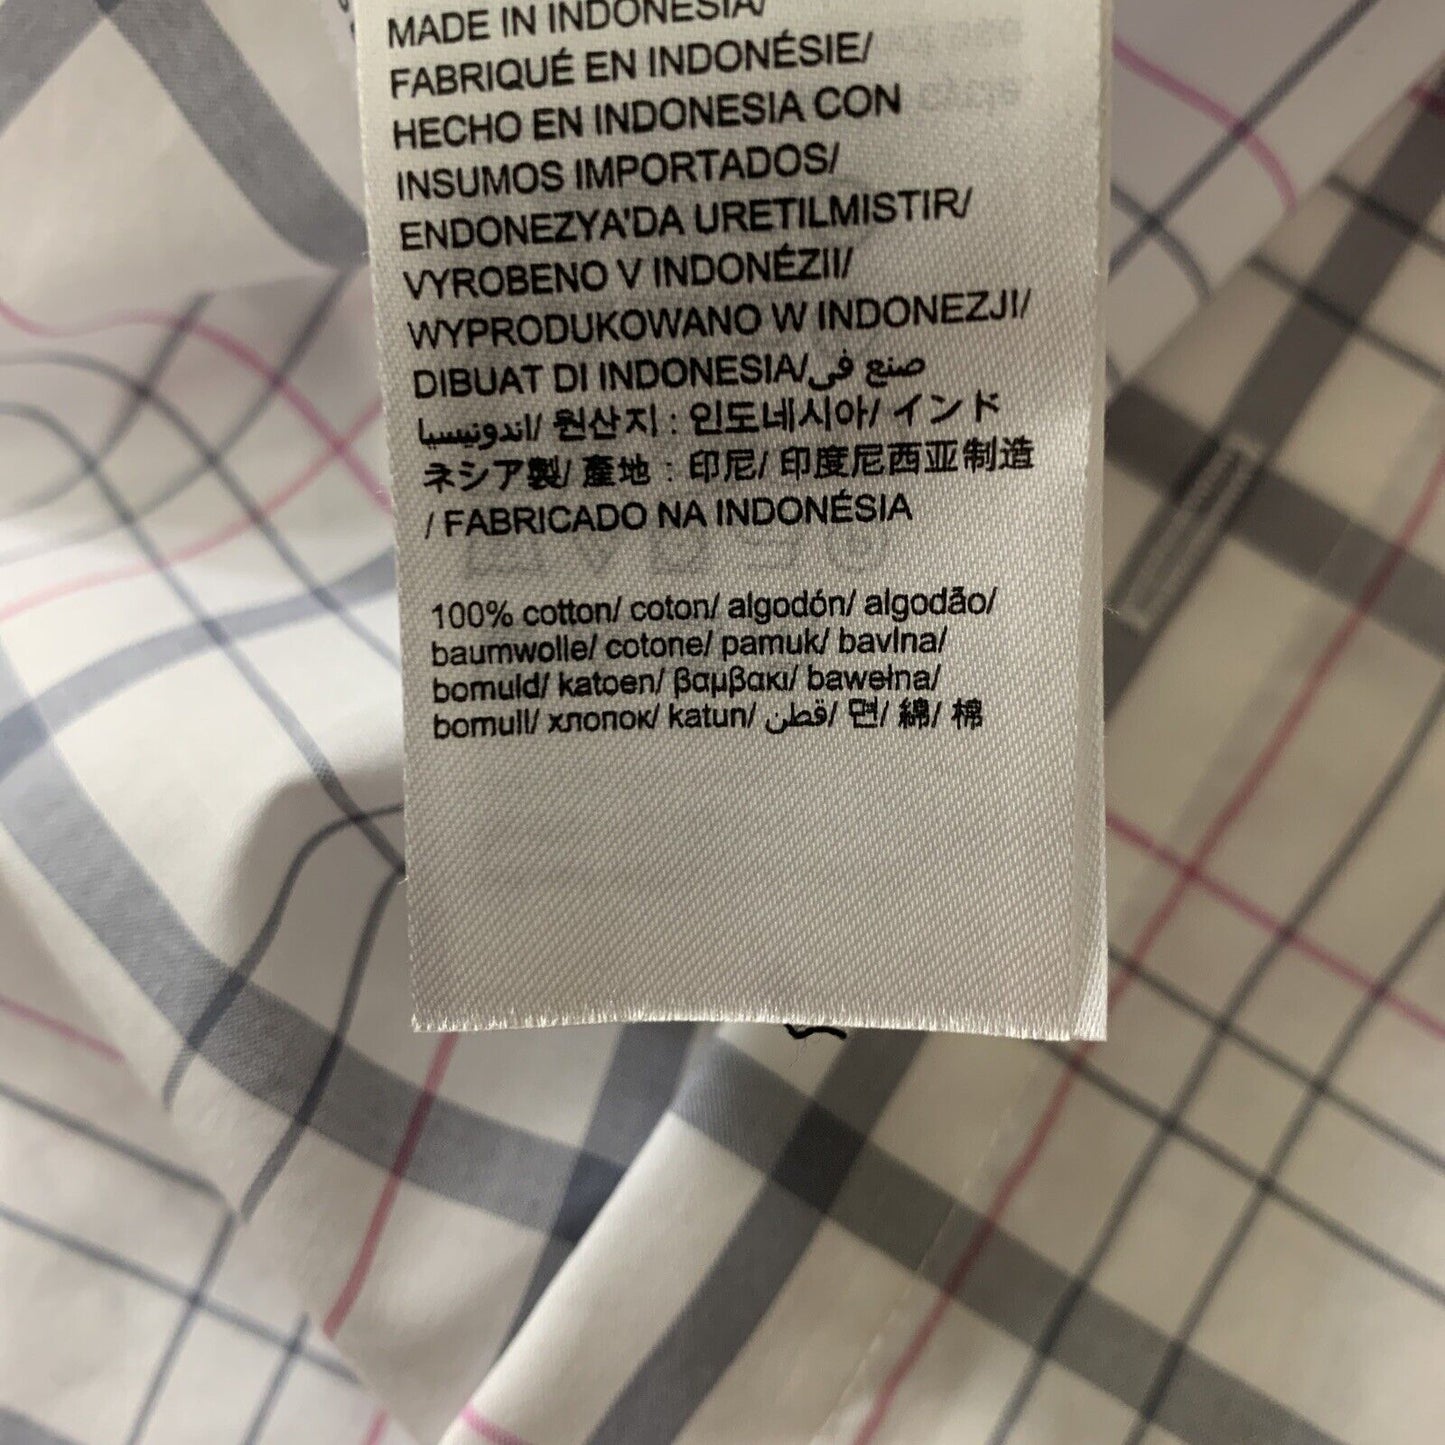 MADE IN INDONESIA/
FABRIQUÉ EN INDONÉSIE/
HECHO EN INDONESIA CON
INSUMOS IMPORTADOS/
ENDONEZYA'DA URETILMISTIR/
VYROBENO V INDONÉZII/
WYPRODUKOWANO W INDONEZJI/
DIBUAT DI INDONESIA/صنع في
اندونيسيا/ 원산지 : 인도네시아/ インド
ネシア製/ 產地 : 印尼/ 印度尼西亚制造
/ FABRICADO NA INDONÉSIA
100% cotton/ coton/ algodón/ algodão/
baumwolle/ cotone/ pamuk/ bavlna/
bomuld/ katoen/ βαμβακι/ bawełna/
bomull/ хлопок/ katun/ قطن/ 면/ 綿/ 棉